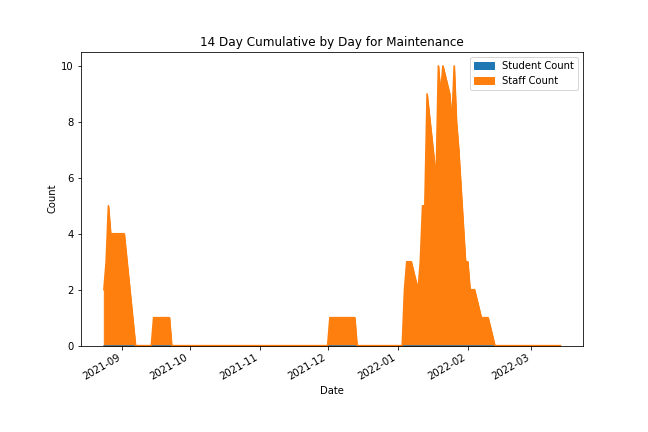 14 Day Cumulative by Day for Maintenance
Student Count
Staff Count
10
8
6
4
2
0
Count
2021-09
2021-10
2021-11
2021-12
2022-01
2022-02
2022-03
Date